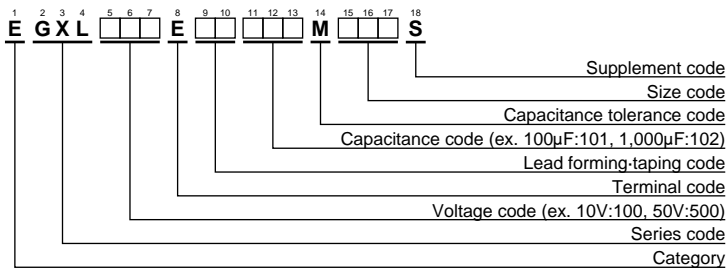 1 2 3 4 5 6 7 8 9 10 11 12 13 14 15 16 17 18
E GXL E M S
Supplement code
Size code
Capacitance tolerance code
Capacitance code (ex. 100μF:101, 1,000μF:102)
Lead forming·taping code
Terminal code
Voltage code (ex. 10V:100, 50V:500)
Series code
Category